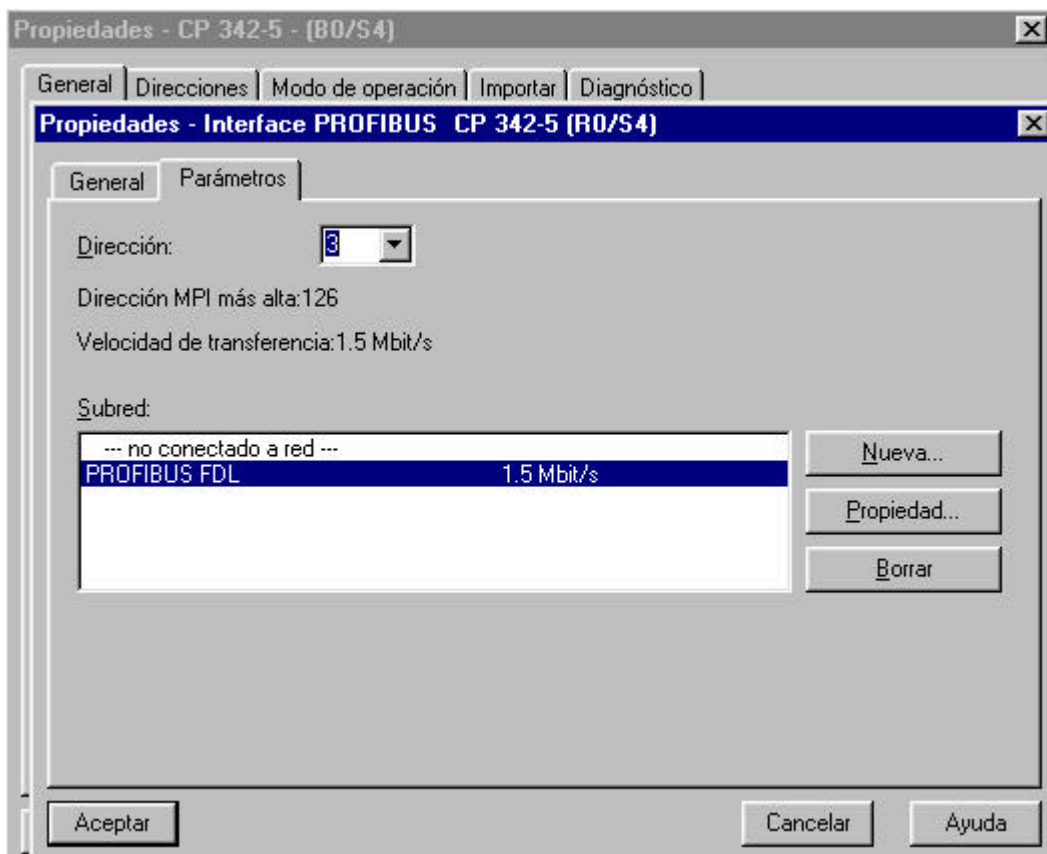 Propiedades - CP 342-5 - (R0/S4)
General Direcciones Modo de operación Importar Diagnóstico
Propiedades - Interface PROFIBUS CP 342-5 (R0/S4)
General Parámetros
Dirección: 3
Dirección MPI más alta:126
Velocidad de transferencia:1.5 Mbit/s
Subred:
--- no conectado a red ---
Nueva...
PROFIBUS FDL 1.5 Mbit/s
Propiedad...
Borrar
Aceptar Cancelar Ayuda